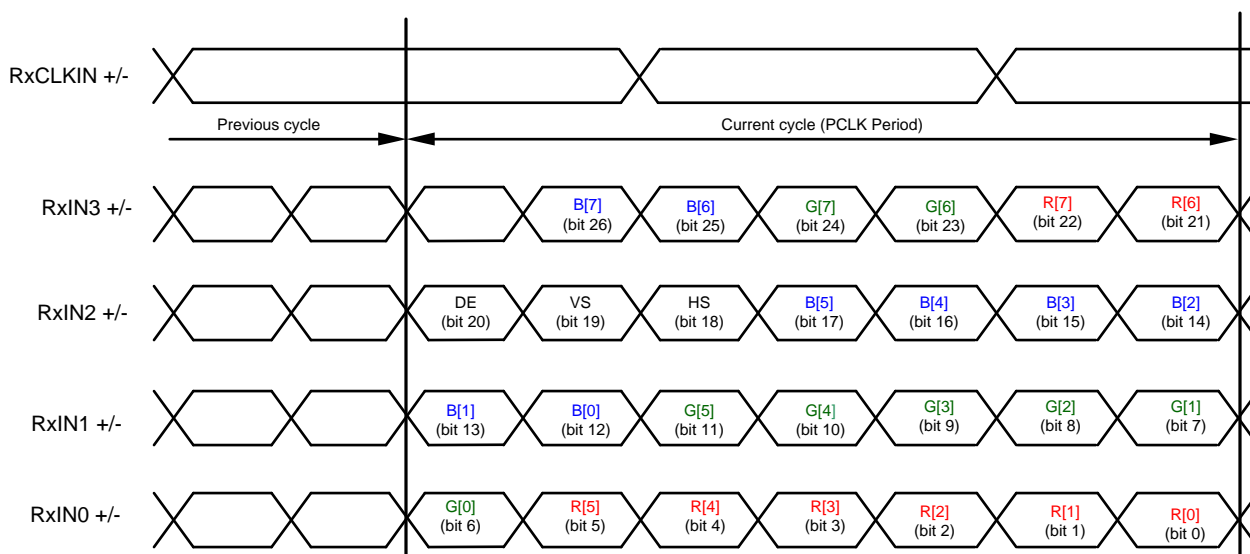 RxCLKIN +/-
Previous cycle
Current cycle (PCLK Period)
RxIN3 +/-
B[7] B[6] G[7] G[6] R[7] R[6]
(bit 26) (bit 25) (bit 24) (bit 23) (bit 22) (bit 21)
RxIN2 +/-
DE VS HS B[5] B[4] B[3] B[2]
(bit 20) (bit 19) (bit 18) (bit 17) (bit 16) (bit 15) (bit 14)
RxIN1 +/-
B[1] B[0] G[5] G[4] G[3] G[2] G[1]
(bit 13) (bit 12) (bit 11) (bit 10) (bit 9) (bit 8) (bit 7)
RxIN0 +/-
G[0] R[5] R[4] R[3] R[2] R[1] R[0]
(bit 6) (bit 5) (bit 4) (bit 3) (bit 2) (bit 1) (bit 0)